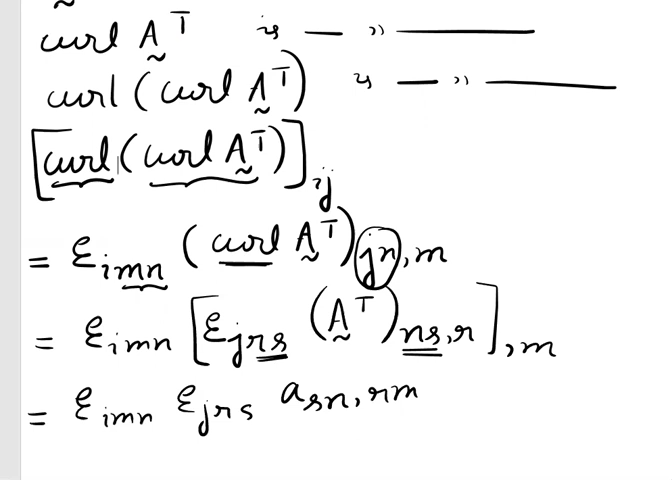 curl A^T is — " —
curl (curl A^T) is — " —
[curl (curl A^T)]_ij
= ε_imn (curl A^T)_jn,m
= ε_imn [ε_jrs (A^T)_ns,r],m
= ε_imn ε_jrs a_sn,rm